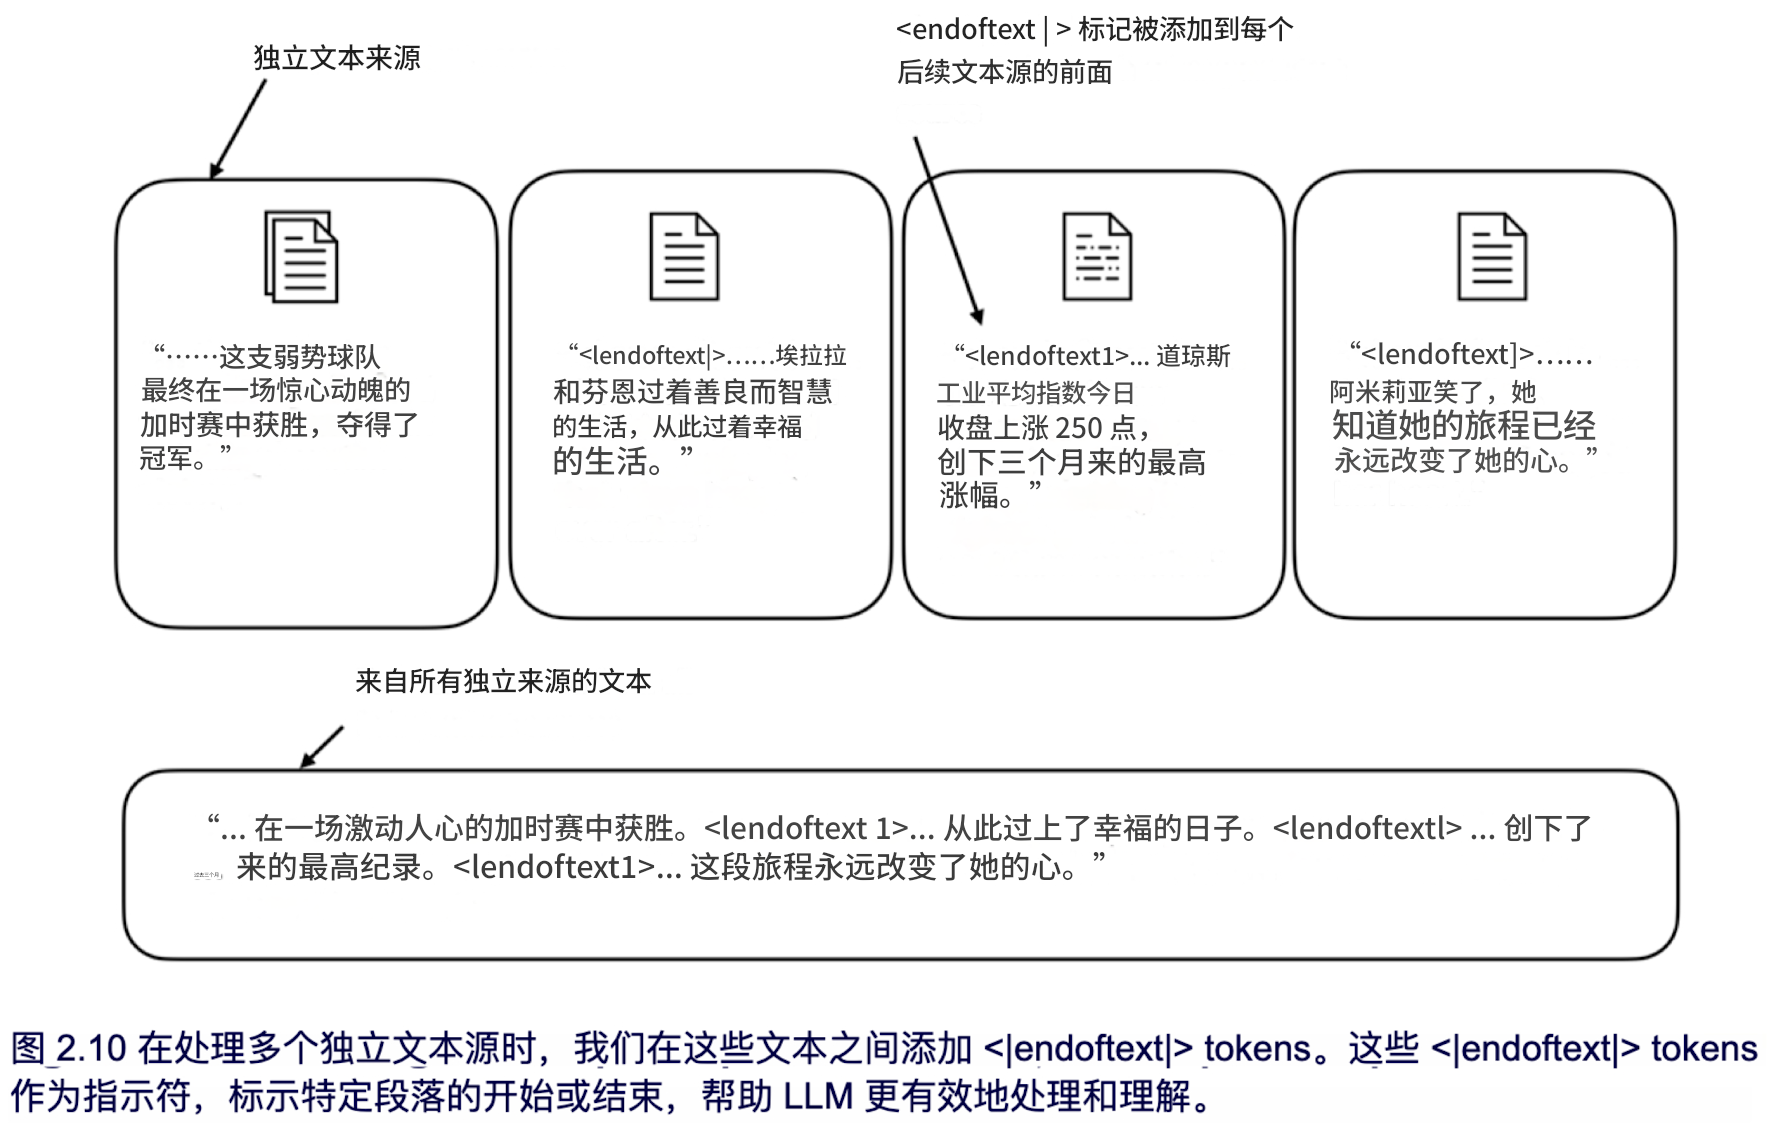 独立文本来源
<endoftext | > 标记被添加到每个
后续文本源的前面
“……这支弱势球队
最终在一场惊心动魄的
加时赛中获胜，夺得了
冠军。”
“<lendoftext|>……埃拉拉
和芬恩过着善良而智慧
的生活，从此过着幸福
的生活。”
“<lendoftext1>... 道琼斯
工业平均指数今日
收盘上涨 250 点，
创下三个月来的最高
涨幅。”
“<lendoftext]>……
阿米莉亚笑了，她
知道她的旅程已经
永远改变了她的心。”
来自所有独立来源的文本
“... 在一场激动人心的加时赛中获胜。<lendoftext 1>... 从此过上了幸福的日子。<lendoftextl> ... 创下了
过去三个月 来的最高纪录。<lendoftext1>... 这段旅程永远改变了她的心。”
图 2.10 在处理多个独立文本源时，我们在这些文本之间添加 <|endoftext|> tokens。这些 <|endoftext|> tokens
作为指示符，标示特定段落的开始或结束，帮助 LLM 更有效地处理和理解。